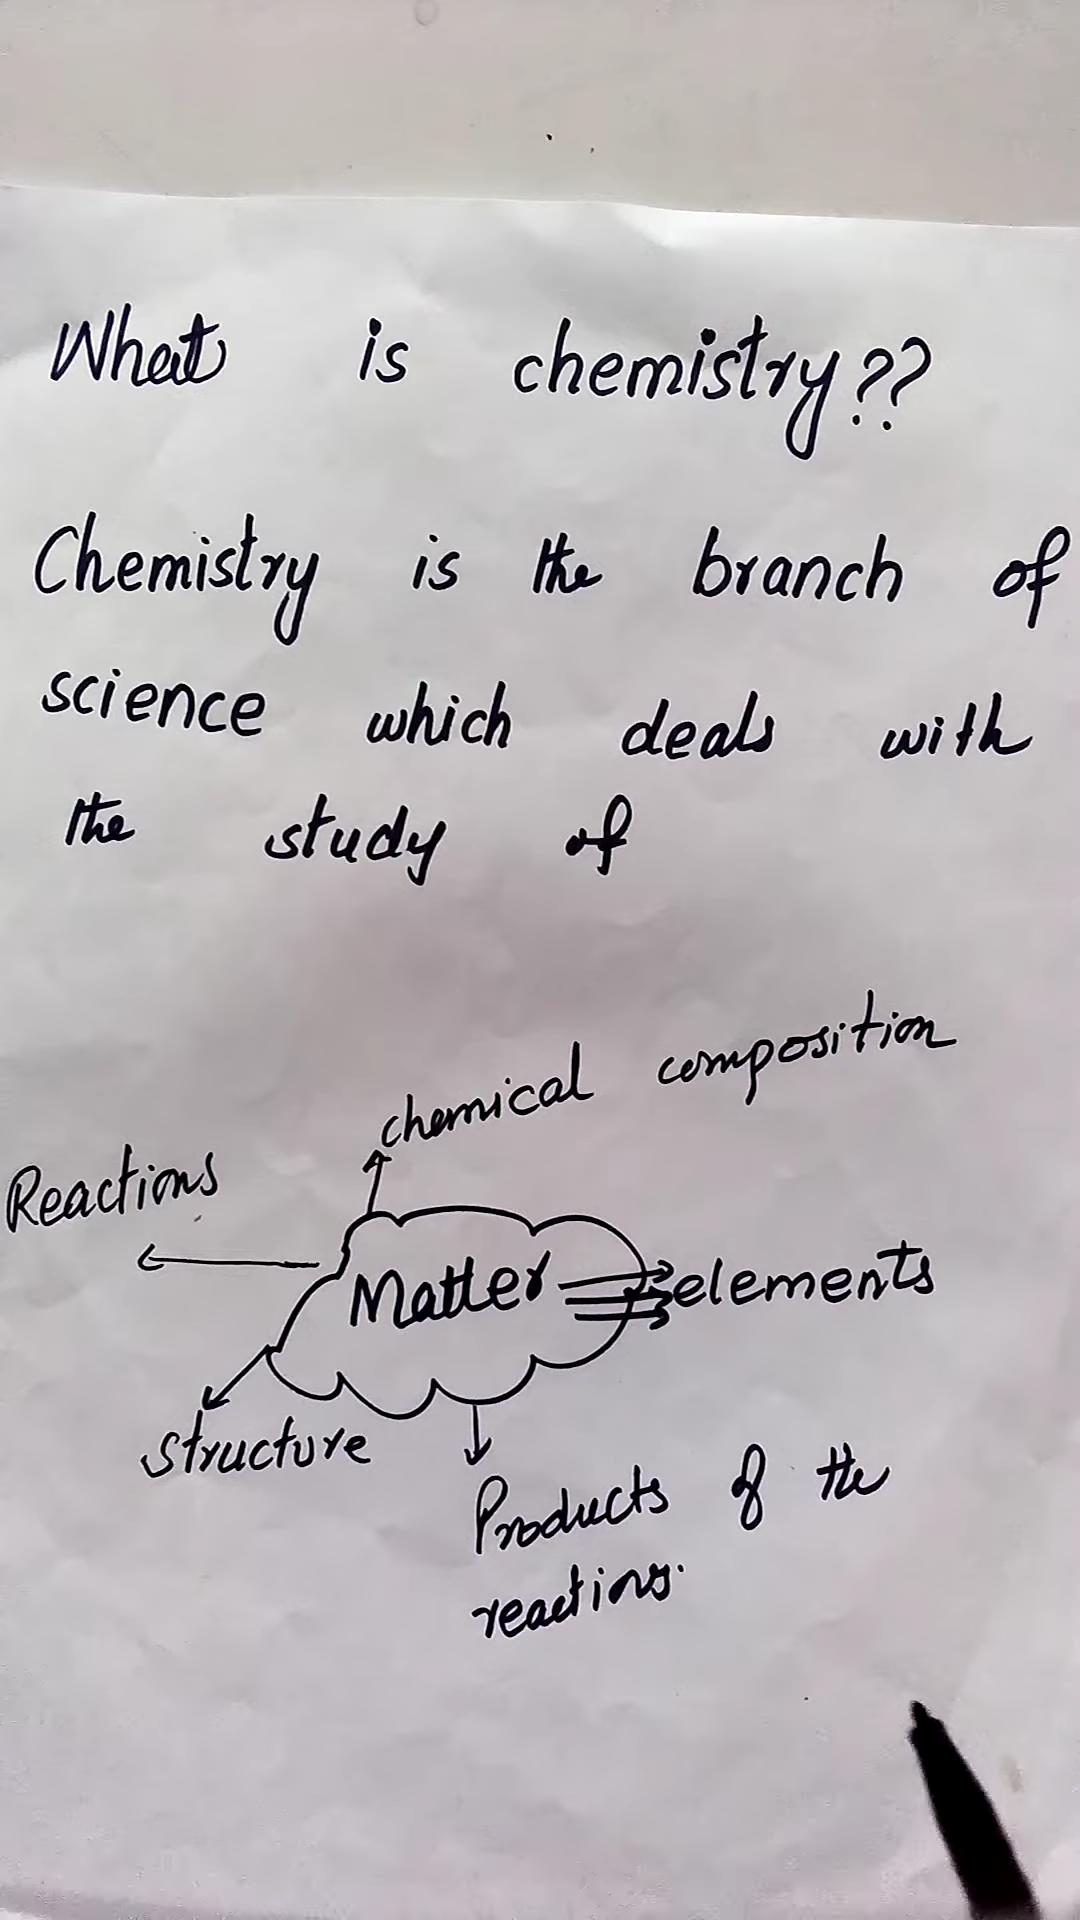 What is chemistry??
Chemistry is the branch of
science which deals with
the study of
chemical composition
Reactions
Matter
elements
structure
Products of the
reactions.